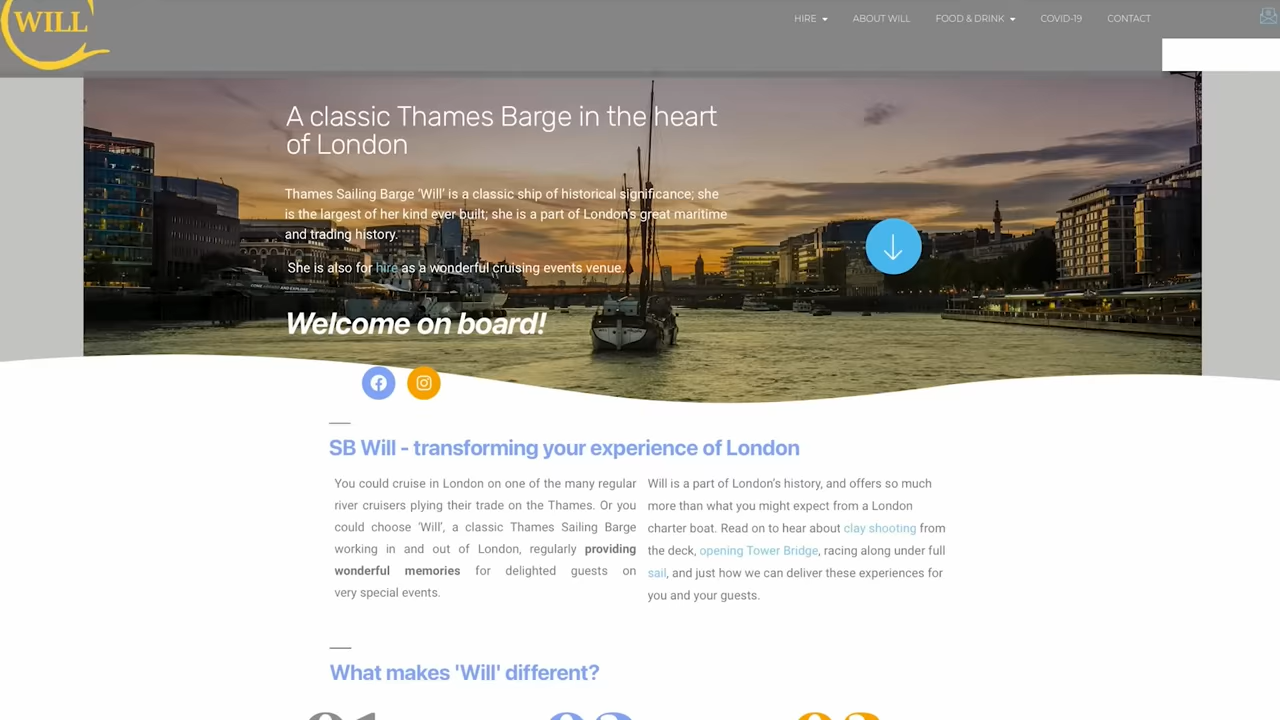 WILL
HIRE ABOUT WILL FOOD & DRINK COVID-19 CONTACT
A classic Thames Barge in the heart
of London
Thames Sailing Barge ‘Will’ is a classic ship of historical significance; she
is the largest of her kind ever built; she is a part of London’s great maritime
and trading history.
She is also for hire as a wonderful cruising events venue.
Welcome on board!
SB Will - transforming your experience of London
You could cruise in London on one of the many regular
river cruisers plying their trade on the Thames. Or you
could choose ‘Will’, a classic Thames Sailing Barge
working in and out of London, regularly providing
wonderful memories for delighted guests on
very special events.
Will is a part of London’s history, and offers so much
more than what you might expect from a London
charter boat. Read on to hear about clay shooting from
the deck, opening Tower Bridge, racing along under full
sail, and just how we can deliver these experiences for
you and your guests.
What makes 'Will' different?